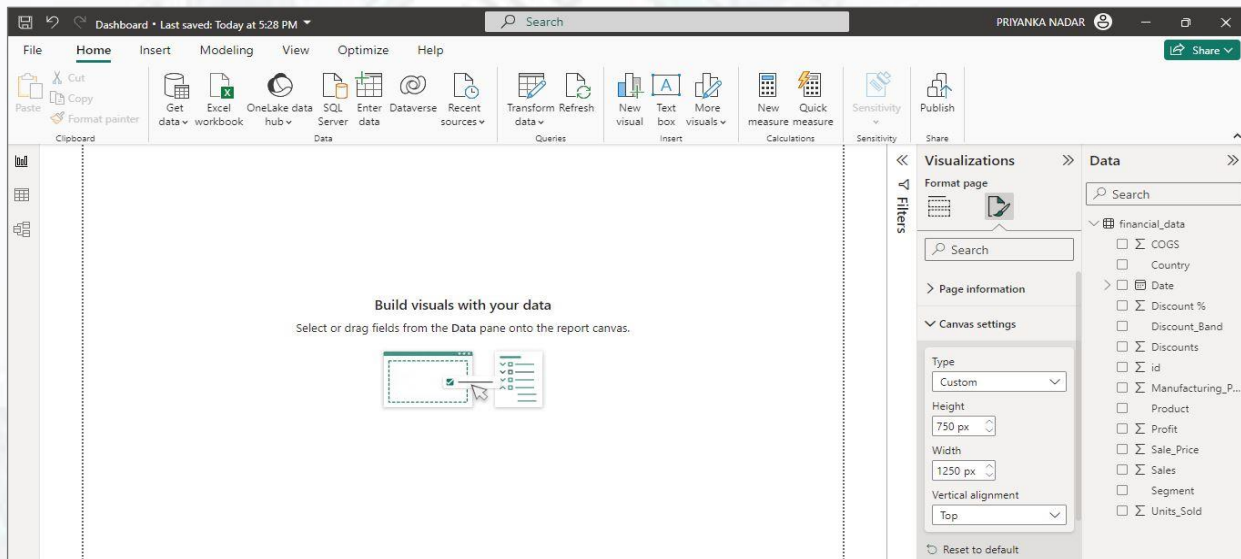 Dashboard • Last saved: Today at 5:28 PM
Search
PRIYANKA NADAR
File Home Insert Modeling View Optimize Help
Share
Paste
Cut
Copy
Format painter
Clipboard
Get data
Excel workbook
OneLake data hub
SQL Server
Enter data
Dataverse
Recent sources
Data
Transform data
Refresh
Queries
New visual
Text box
More visuals
Insert
New measure
Quick measure
Calculations
Sensitivity
Sensitivity
Publish
Share
Build visuals with your data
Select or drag fields from the Data pane onto the report canvas.
Filters
Visualizations
Format page
Search
Page information
Canvas settings
Type
Custom
Height
750 px
Width
1250 px
Vertical alignment
Top
Reset to default
Data
Search
financial_data
COGS
Country
Date
Discount %
Discount_Band
Discounts
id
Manufacturing_P...
Product
Profit
Sale_Price
Sales
Segment
Units_Sold